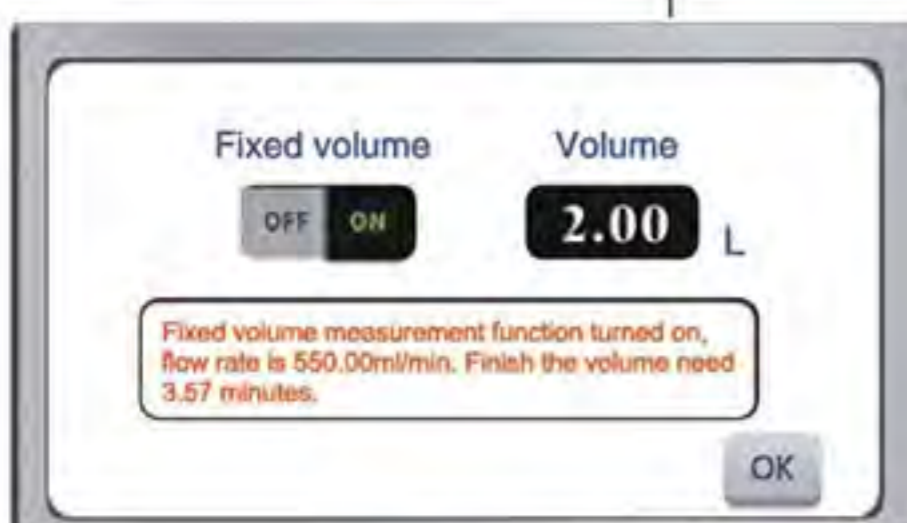 Fixed volume Volume
OFF ON 2.00 L
Fixed volume measurement function turned on,
flow rate is 550.00ml/min. Finish the volume need
3.57 minutes.
OK